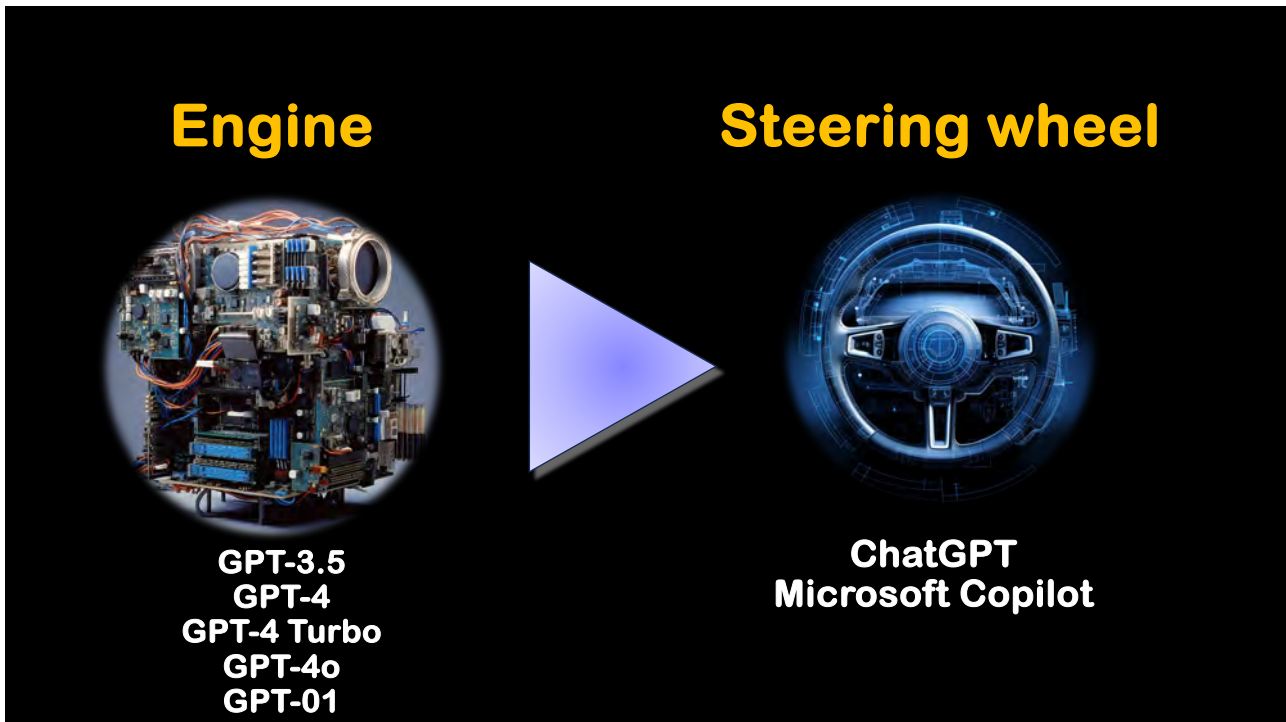 Engine
GPT-3.5
GPT-4
GPT-4 Turbo
GPT-4o
GPT-01
Steering wheel
ChatGPT
Microsoft Copilot